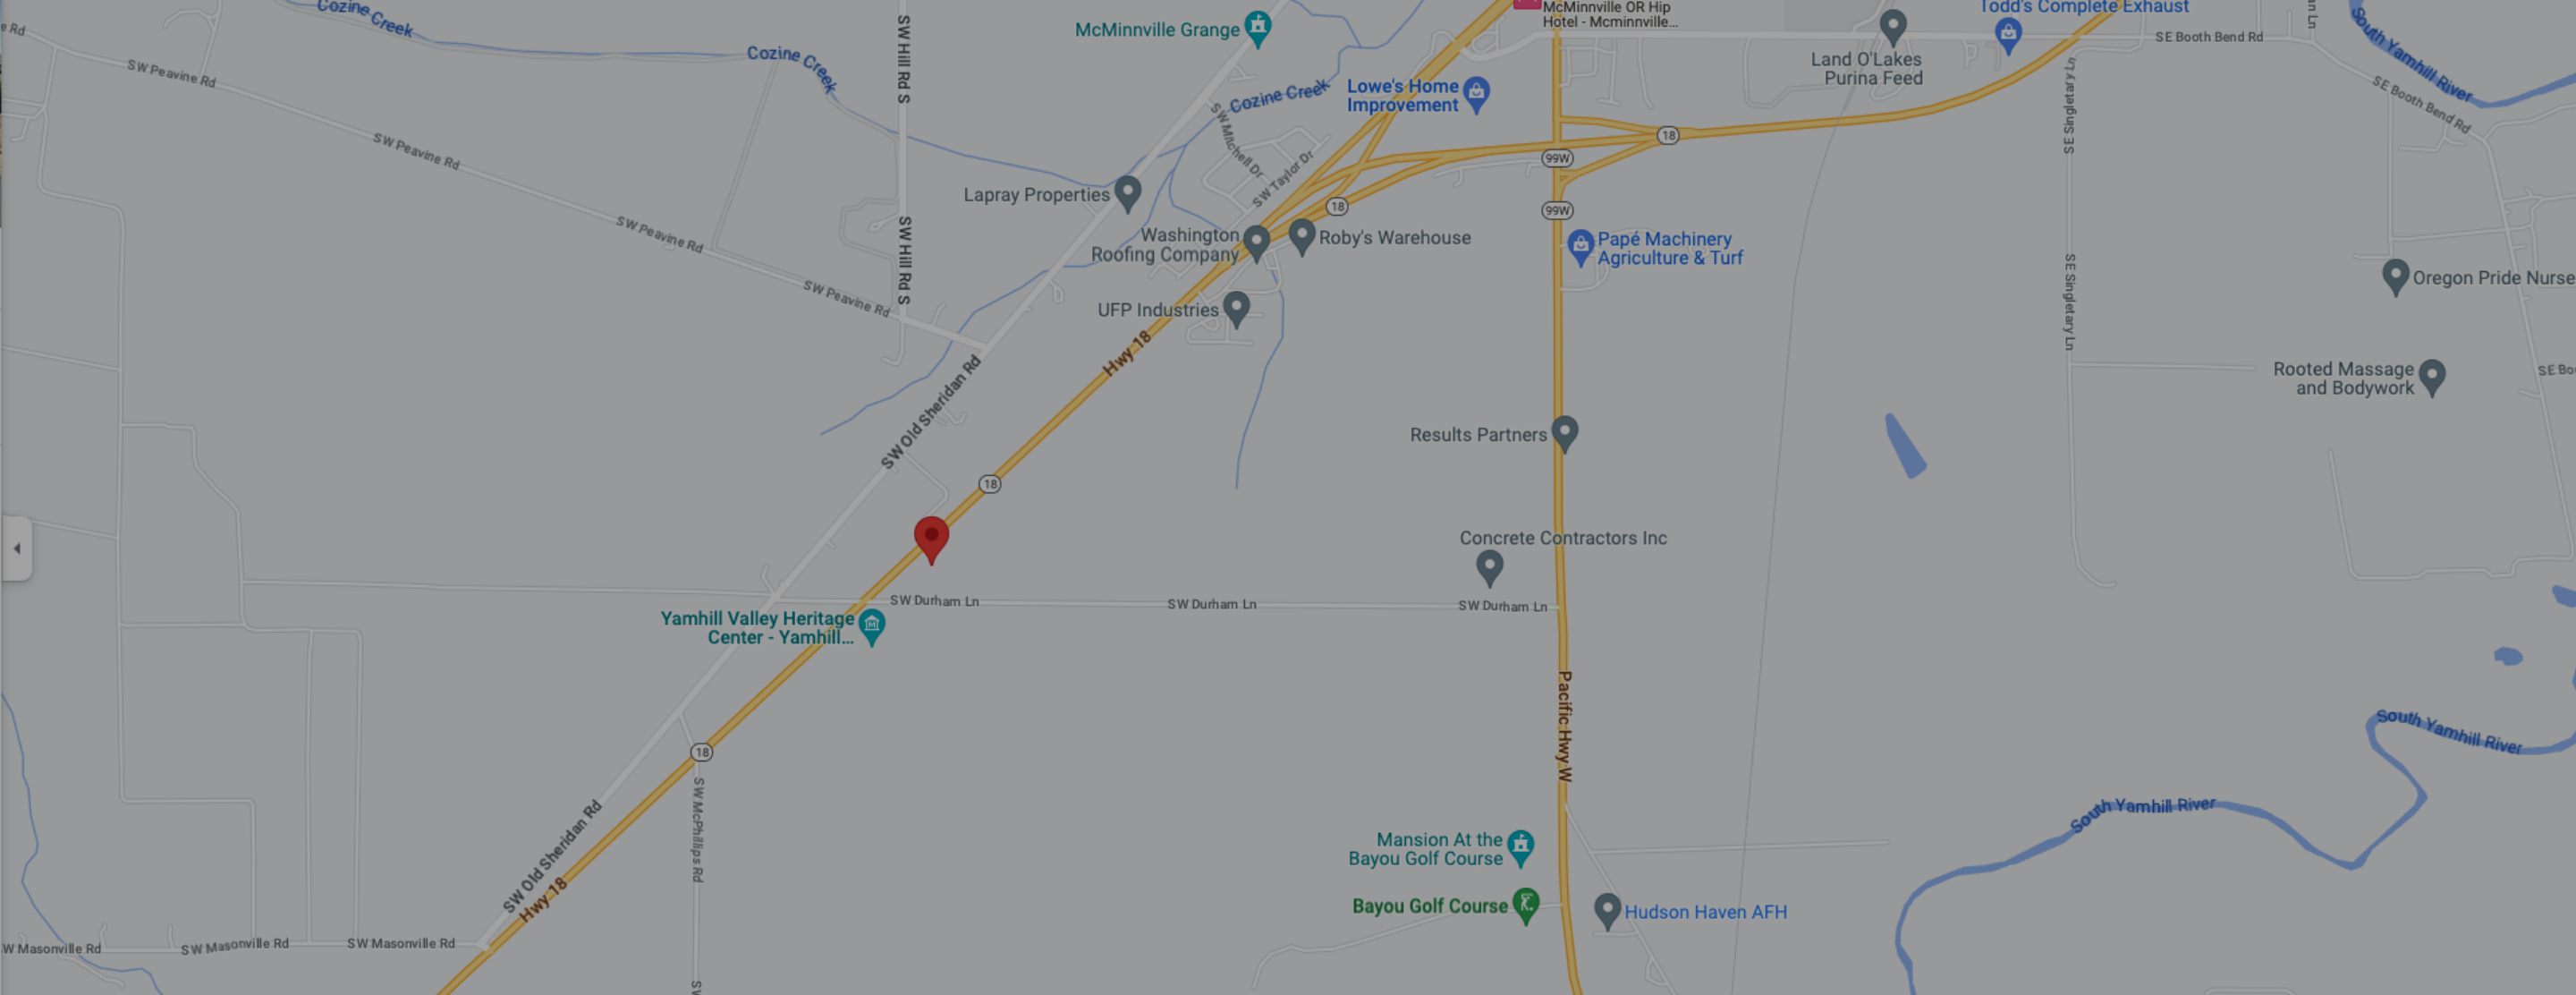 Cozine Creek
McMinnville Grange
McMinnville OR Hip
Hotel - Mcminnville...
Todd's Complete Exhaust
South Yamhill River
e Rd
SW Peavine Rd
Cozine Creek
SW Hill Rd S
Land O'Lakes
Purina Feed
SE Booth Bend Rd
SE Booth Bend Rd
SE Singletary Ln
Lowe's Home
Improvement
Cozine Creek
SW Mitchell Dr
SW Taylor Dr
18
99W
SW Peavine Rd
Lapray Properties
18
99W
SW Peavine Rd
SW Hill Rd S
Washington
Roofing Company
Roby's Warehouse
Papé Machinery
Agriculture & Turf
SE Singletary Ln
Oregon Pride Nurse
SW Peavine Rd
UFP Industries
Hwy 18
Rooted Massage
and Bodywork
SE Bo
SW Old Sheridan Rd
Results Partners
18
Concrete Contractors Inc
SW Durham Ln
SW Durham Ln
SW Durham Ln
Yamhill Valley Heritage
Center - Yamhill...
Pacific Hwy W
18
South Yamhill River
South Yamhill River
SW McPhillips Rd
SW Old Sheridan Rd
Hwy 18
Mansion At the
Bayou Golf Course
Bayou Golf Course
Hudson Haven AFH
W Masonville Rd
SW Masonville Rd
SW Masonville Rd
SW